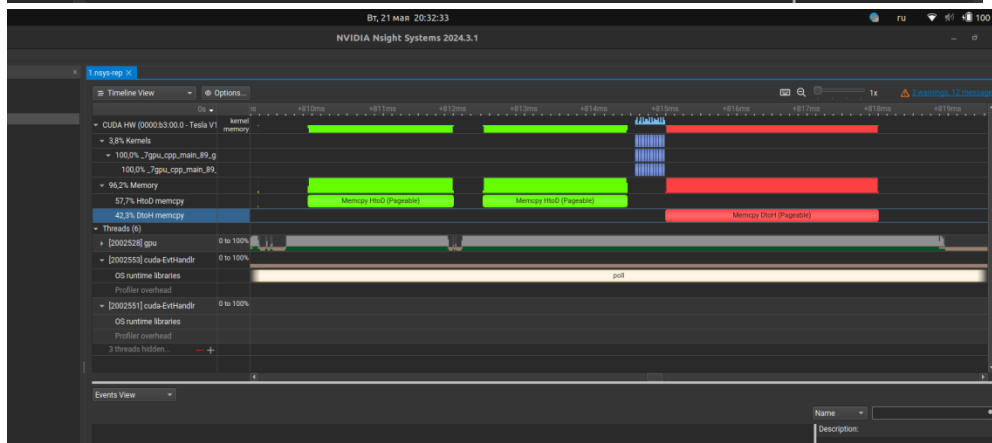 Вт, 21 мая 20:32:33
ru
100
NVIDIA Nsight Systems 2024.3.1
1.nsys-rep
Timeline View
Options...
1x
2 warnings, 12 message
0s
+810ms
+811ms
+812ms
+813ms
+814ms
+815ms
+816ms
+817ms
+818ms
+819ms
CUDA HW (0000:b3:00.0 - Tesla V1
kernel
memory
3,8% Kernels
100,0% _7gpu_cpp_main_89_g
100,0% _7gpu_cpp_main_89_
96,2% Memory
57,7% HtoD memcpy
Memcpy HtoD (Pageable)
Memcpy HtoD (Pageable)
42,3% DtoH memcpy
Memcpy DtoH (Pageable)
Threads (6)
[2002528] gpu
0 to 100%
[2002553] cuda-EvtHandlr
0 to 100%
OS runtime libraries
poll
Profiler overhead
[2002551] cuda-EvtHandlr
0 to 100%
OS runtime libraries
Profiler overhead
3 threads hidden...
Events View
Name
Description: